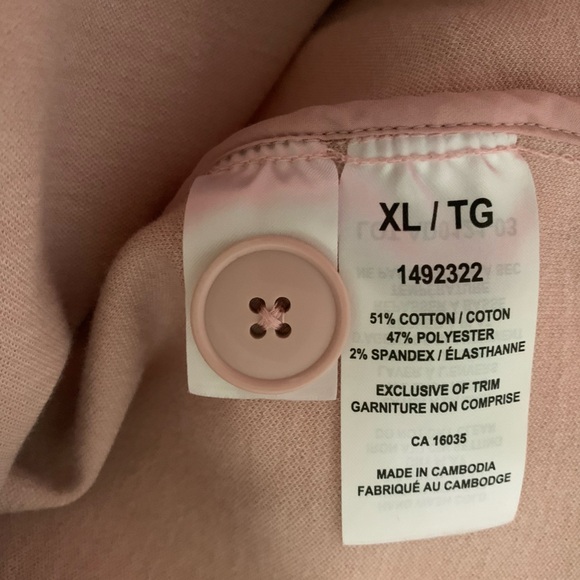 XL / TG
1492322
51% COTTON / COTON
47% POLYESTER
2% SPANDEX / ÉLASTHANNE
EXCLUSIVE OF TRIM
GARNITURE NON COMPRISE
CA 16035
MADE IN CAMBODIA
FABRIQUÉ AU CAMBODGE